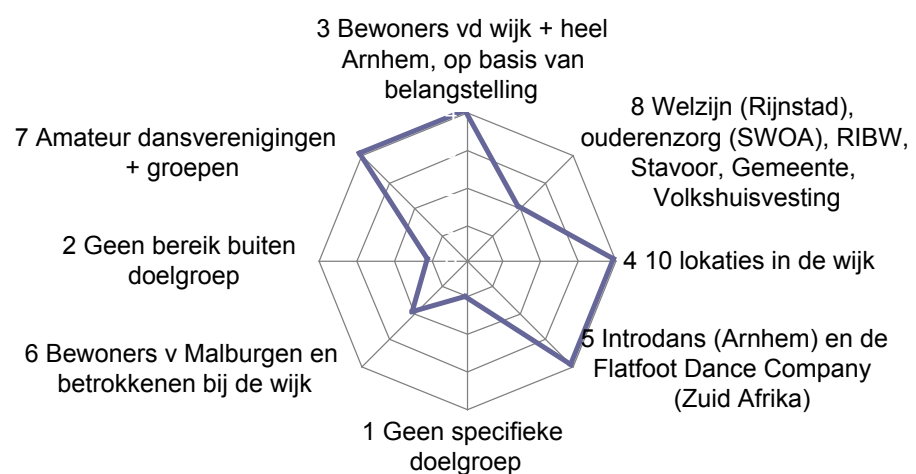 3 Bewoners vd wijk + heel
Arnhem, op basis van
belangstelling
8 Welzijn (Rijnstad),
ouderenzorg (SWOA), RIBW,
Stavoor, Gemeente,
Volkshuisvesting
4 10 lokaties in de wijk
5 Introdans (Arnhem) en de
Flatfoot Dance Company
(Zuid Afrika)
1 Geen specifieke
doelgroep
6 Bewoners v Malburgen en
betrokkenen bij de wijk
2 Geen bereik buiten
doelgroep
7 Amateur dansverenigingen
+ groepen